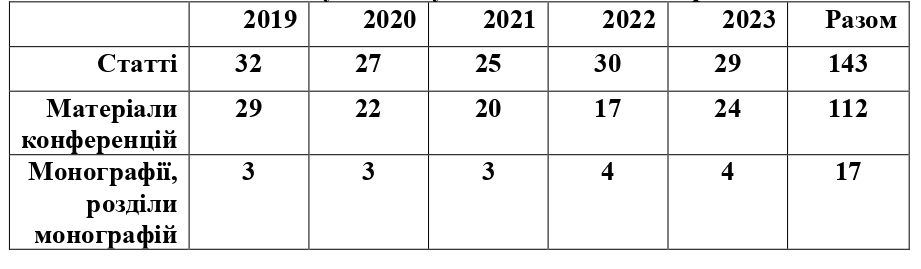 2019 2020 2021 2022 2023 Разом
Статті 32 27 25 30 29 143
Матеріали 29 22 20 17 24 112
конференцій
Монографії, 3 3 3 4 4 17
розділи
монографій